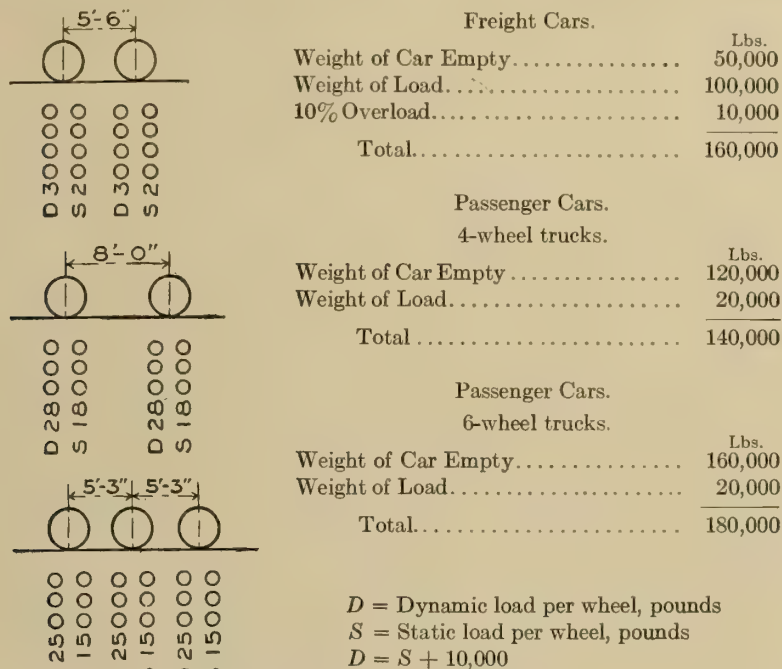 5'-6"
D 30000
S 20000
D 30000
S 20000
8'-0"
D 28000
S 18000
D 28000
S 18000
5'-3" 5'-3"
25000
15000
25000
15000
25000
15000
Freight Cars.
Lbs.
Weight of Car Empty................ 50,000
Weight of Load..................... 100,000
10% Overload....................... 10,000
Total......................... 160,000
Passenger Cars.
4-wheel trucks.
Lbs.
Weight of Car Empty................ 120,000
Weight of Load..................... 20,000
Total ........................ 140,000
Passenger Cars.
6-wheel trucks.
Lbs.
Weight of Car Empty................ 160,000
Weight of Load..................... 20,000
Total......................... 180,000
D = Dynamic load per wheel, pounds
S = Static load per wheel, pounds
D = S + 10,000